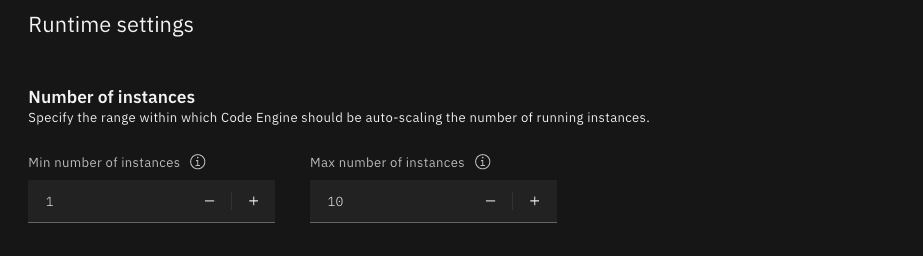 Runtime settings
Number of instances
Specify the range within which Code Engine should be auto-scaling the number of running instances.
Min number of instances
Max number of instances
1
10